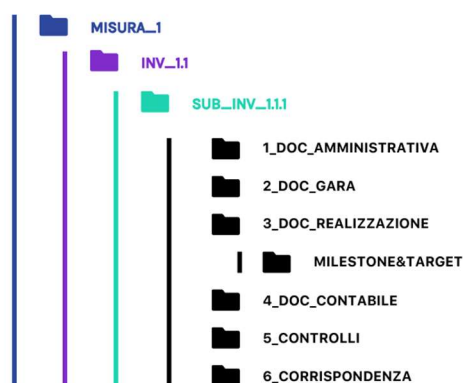 MISURA_1
INV_1.1
SUB_INV_1.1.1
1_DOC_AMMINISTRATIVA
2_DOC_GARA
3_DOC_REALIZZAZIONE
MILESTONE&TARGET
4_DOC_CONTABILE
5_CONTROLLI
6_CORRISPONDENZA